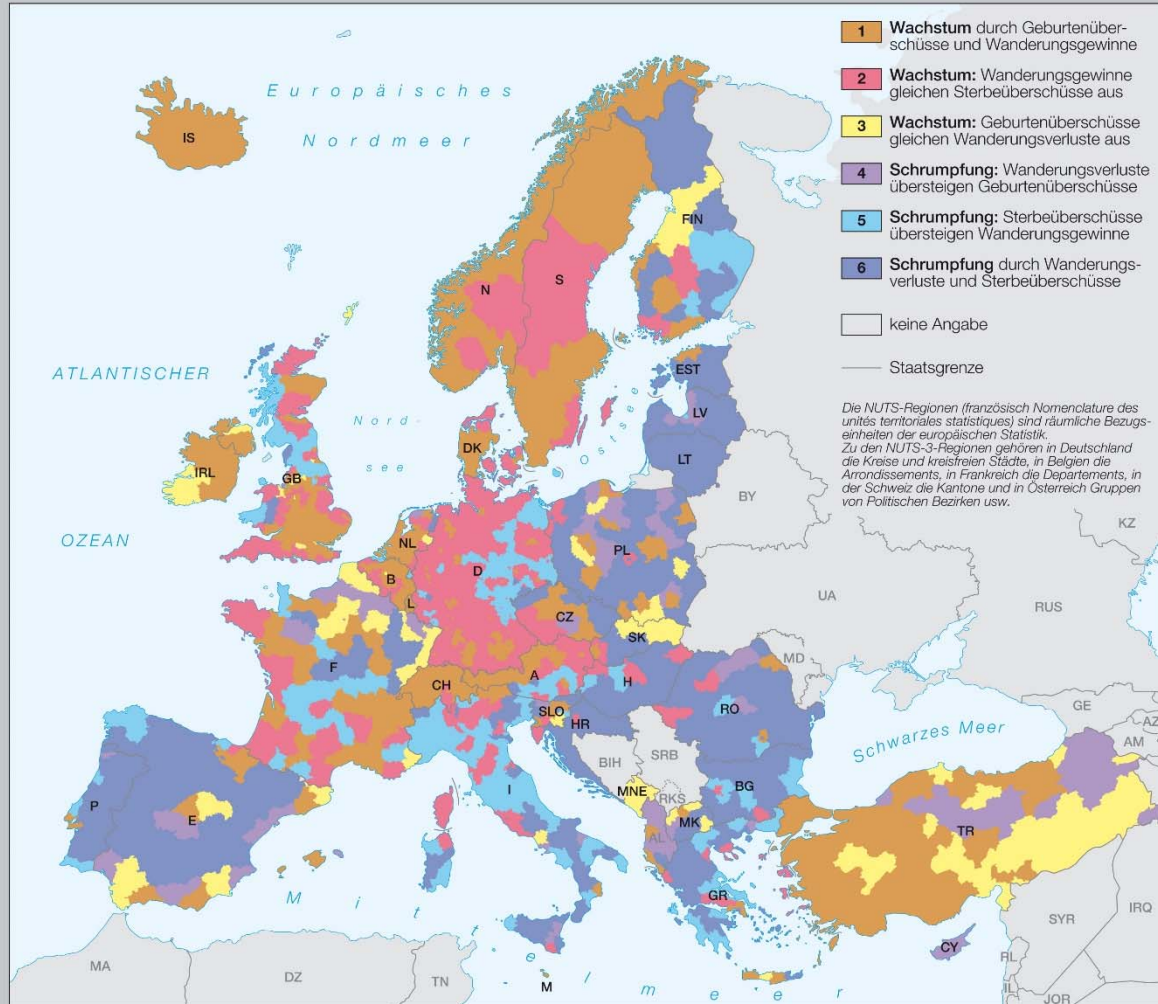 1 Wachstum durch Geburtenüber-
schüsse und Wanderungsgewinne
2 Wachstum: Wanderungsgewinne
gleichen Sterbeüberschüsse aus
3 Wachstum: Geburtenüberschüsse
gleichen Wanderungsverluste aus
4 Schrumpfung: Wanderungsverluste
übersteigen Geburtenüberschüsse
5 Schrumpfung: Sterbeüberschüsse
übersteigen Wanderungsgewinne
6 Schrumpfung durch Wanderungs-
verluste und Sterbeüberschüsse
keine Angabe
Staatsgrenze
Die NUTS-Regionen (französisch Nomenclature des
unités territoriales statistiques) sind räumliche Bezugs-
einheiten der europäischen Statistik.
Zu den NUTS-3-Regionen gehören in Deutschland
die Kreise und kreisfreien Städte, in Belgien die
Arrondissements, in Frankreich die Departements, in
der Schweiz die Kantone und in Österreich Gruppen
von Politischen Bezirken usw.
Europäisches
Nordmeer
IS
FIN
S
N
ATLANTISCHER
OZEAN
Nord-
see
Ostsee
EST
LV
LT
DK
IRL
GB
BY
KZ
NL
B
L
D
PL
UA
RUS
CZ
SK
F
MD
CH
A
H
SLO
HR
RO
GE
AZ
AM
Schwarzes Meer
BIH
SRB
MNE
RKS
BG
MK
AL
P
E
I
TR
GR
Mit-
telmeer
SYR
IRQ
CY
RL
IL
JOR
MA
DZ
TN
M